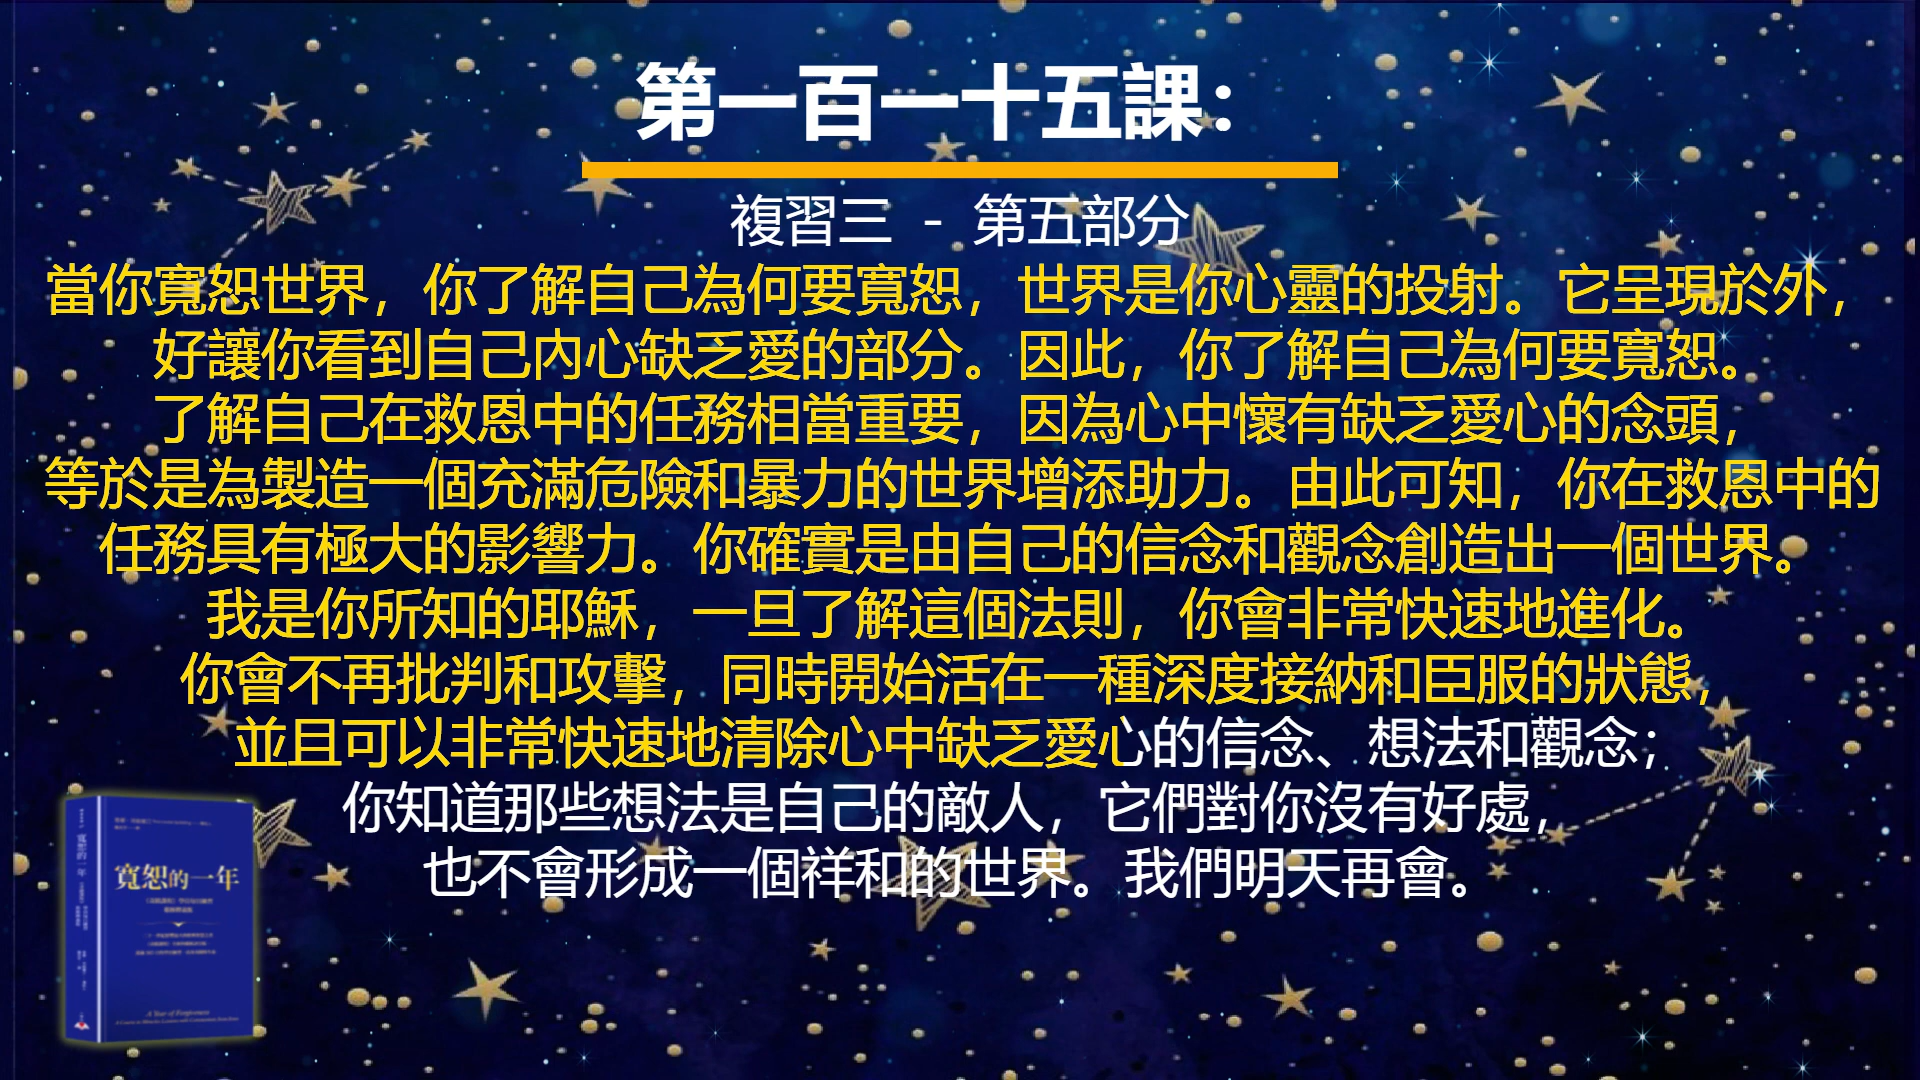 第一百一十五課：
複習三 - 第五部分
當你寬恕世界，你了解自己為何要寬恕，世界是你心靈的投射。它呈現於外，
好讓你看到自己內心缺乏愛的部分。因此，你了解自己為何要寬恕。
了解自己在救恩中的任務相當重要，因為心中懷有缺乏愛心的念頭，
等於是為製造一個充滿危險和暴力的世界增添助力。由此可知，你在救恩中的
任務具有極大的影響力。你確實是由自己的信念和觀念創造出一個世界。
我是你所知的耶穌，一旦了解這個法則，你會非常快速地進化。
你會不再批判和攻擊，同時開始活在一種深度接納和臣服的狀態，
並且可以非常快速地清除心中缺乏愛心的信念、想法和觀念；
你知道那些想法是自己的敵人，它們對你沒有好處，
也不會形成一個祥和的世界。我們明天再會。
寬恕的一年
寬恕的一年
A Year of Forgiveness